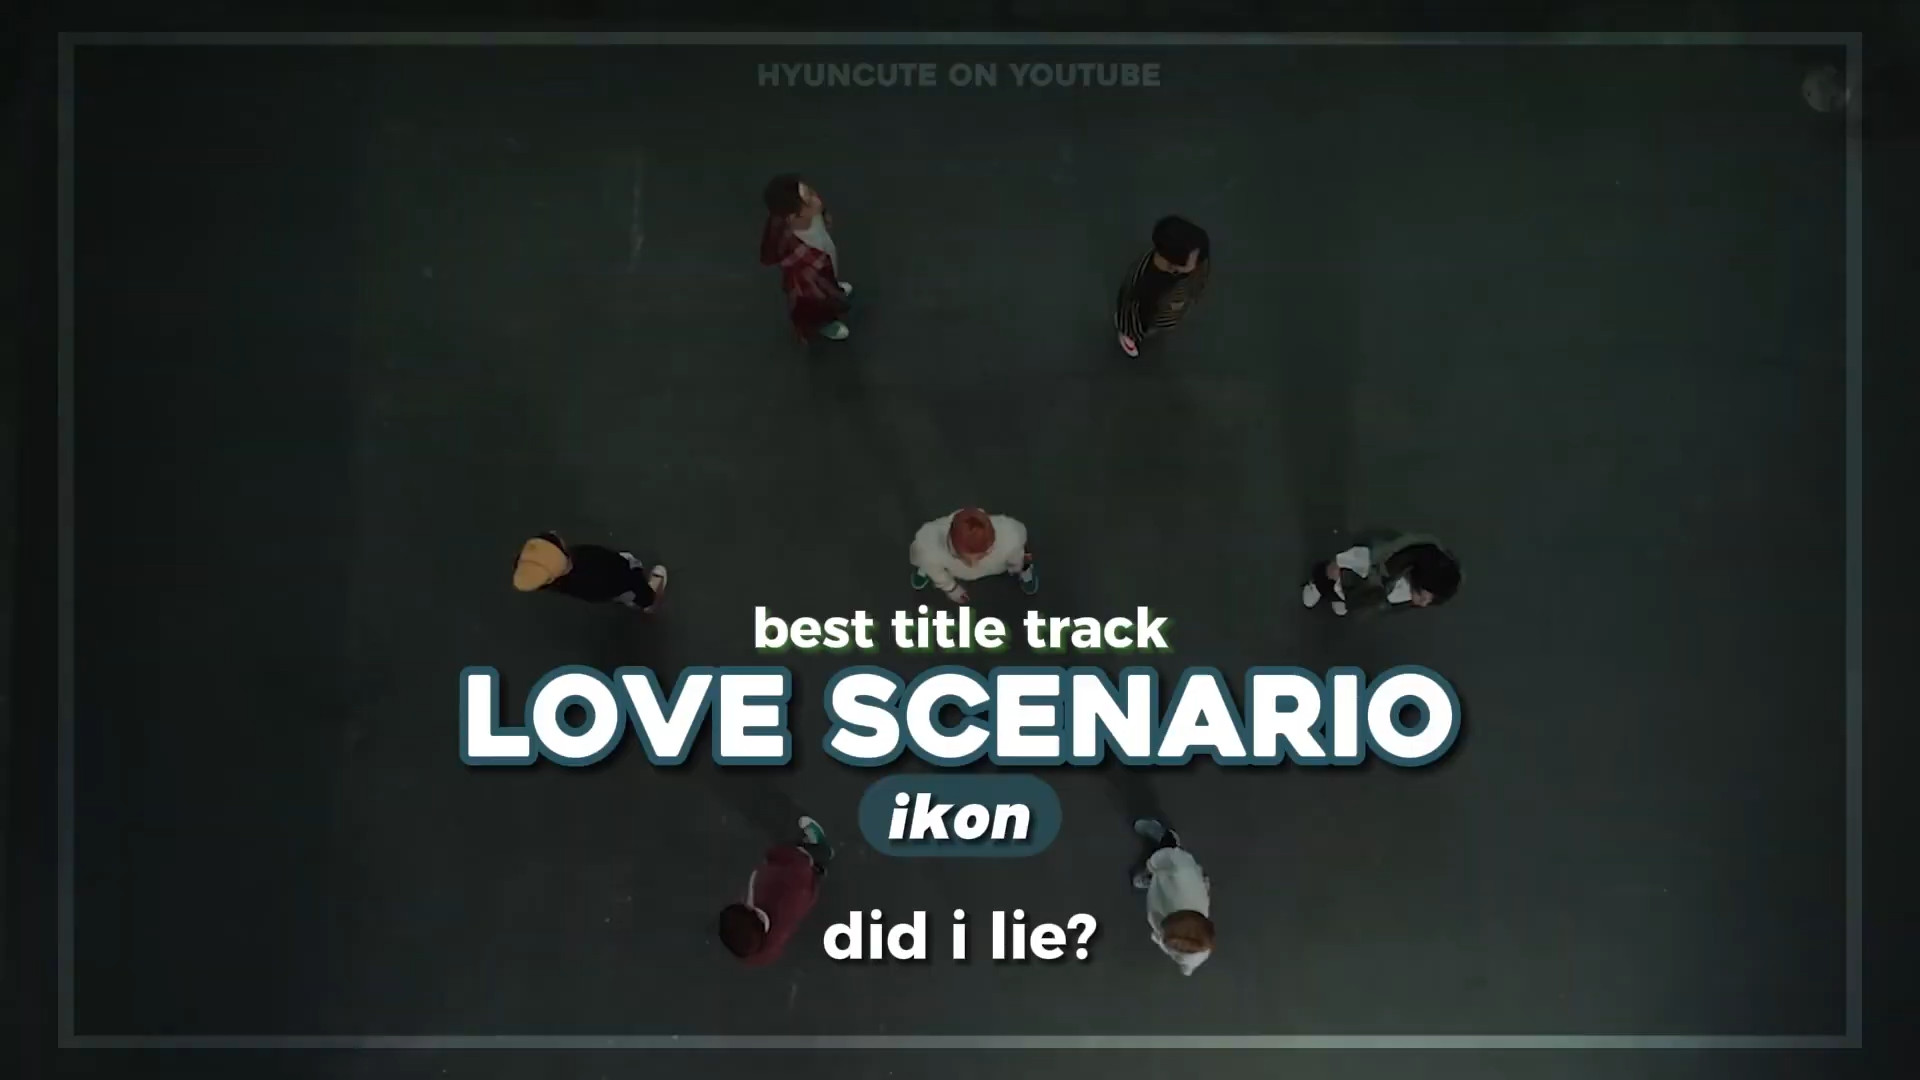 HYUNCUTE ON YOUTUBE
best title track
LOVE SCENARIO
ikon
did i lie?